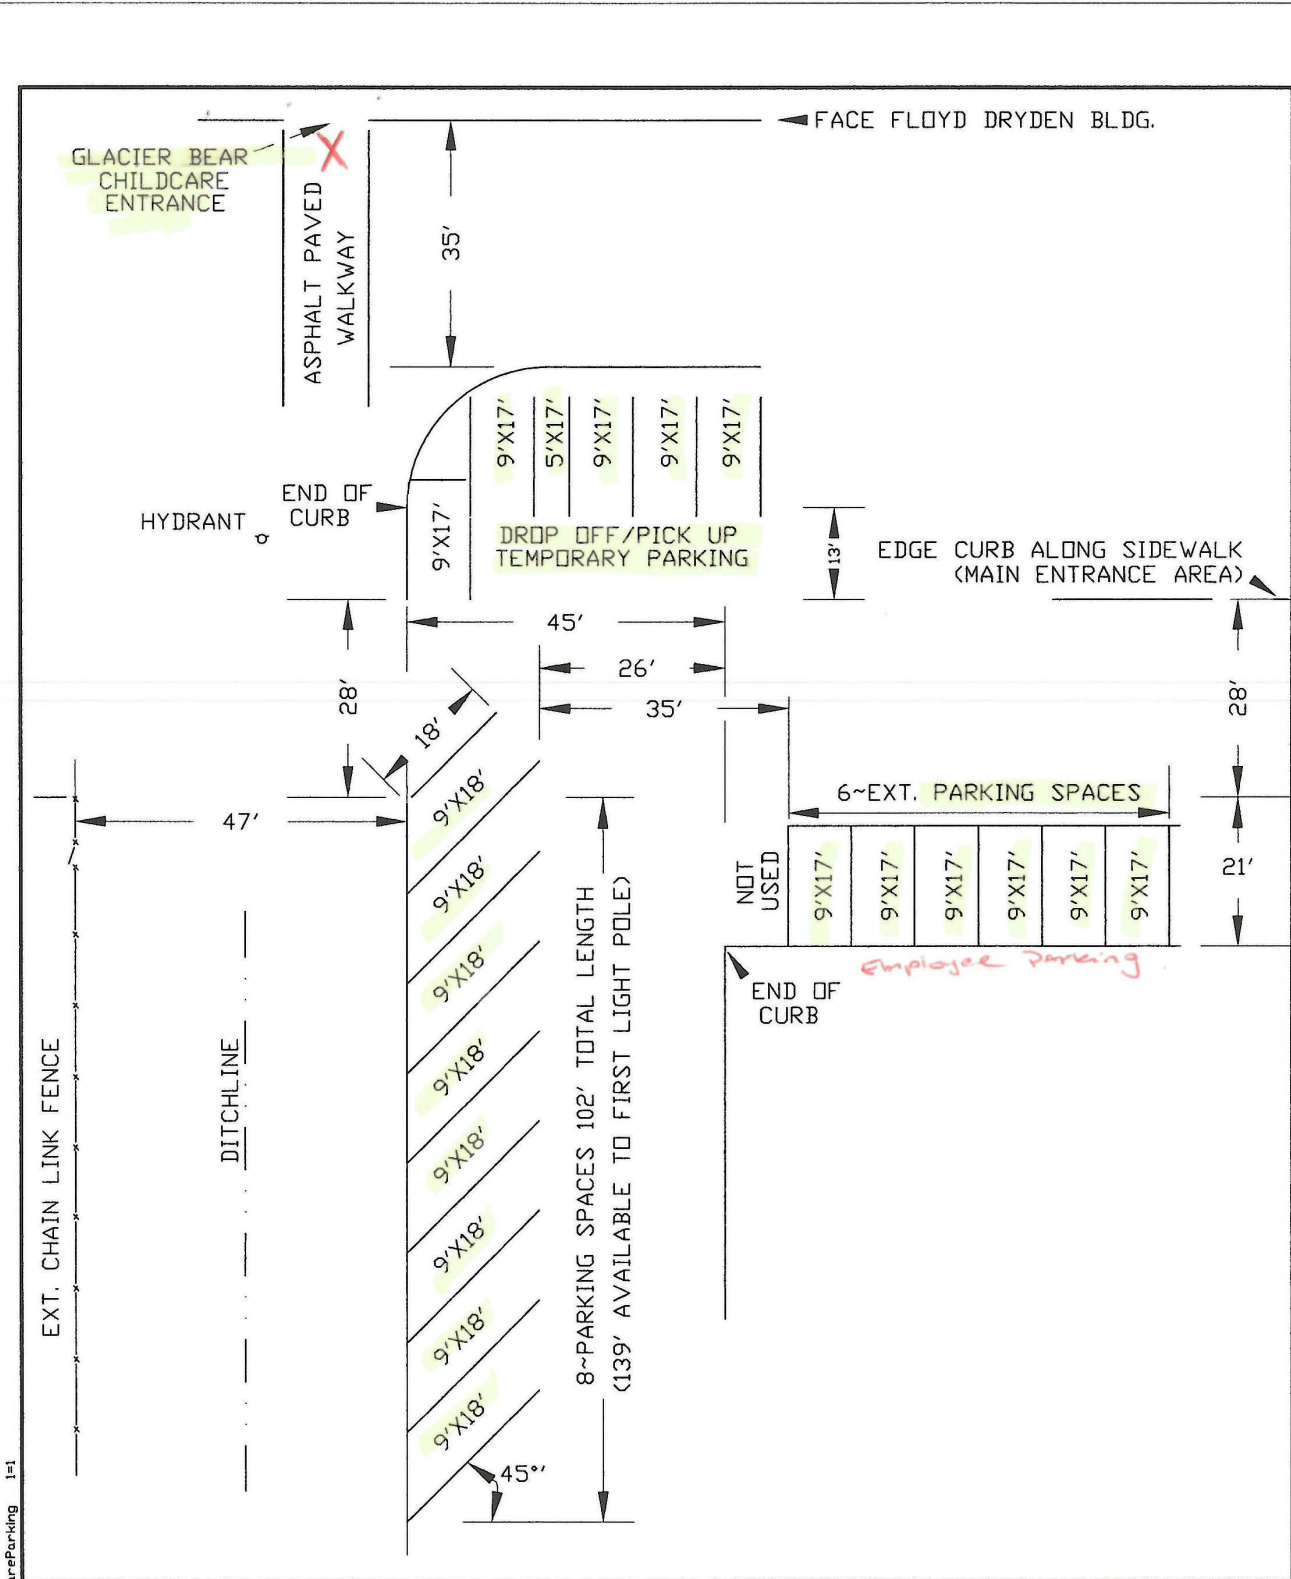 FACE FLOYD DRYDEN BLDG.
GLACIER BEAR
CHILDCARE
ENTRANCE
ASPHALT PAVED
WALKWAY
35'
9'X17'
5'X17'
9'X17'
9'X17'
9'X17'
END OF
CURB
HYDRANT
9'X17'
DROP OFF/PICK UP
TEMPORARY PARKING
13'
EDGE CURB ALONG SIDEWALK
(MAIN ENTRANCE AREA)
45'
26'
35'
28'
28'
18'
47'
6~EXT. PARKING SPACES
21'
NOT
USED
9'X17'
9'X17'
9'X17'
9'X17'
9'X17'
9'X17'
Employee Parking
END OF
CURB
9'X18'
9'X18'
9'X18'
9'X18'
9'X18'
9'X18'
9'X18'
9'X18'
8~PARKING SPACES 102' TOTAL LENGTH
(139' AVAILABLE TO FIRST LIGHT POLE)
EXT. CHAIN LINK FENCE
DITCHLINE
45°'
areParking 1=1